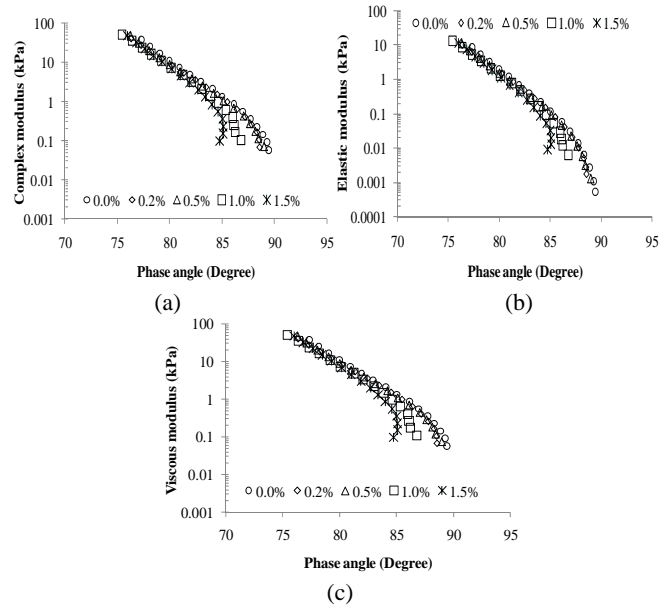 100
10
1
0.1
0.01
0.001
Complex modulus (kPa)
○ 0.0% ◇ 0.2% △ 0.5% □ 1.0% ✶ 1.5%
70 75 80 85 90 95
Phase angle (Degree)
(a)
100
10
1
0.1
0.01
0.001
0.0001
Elastic modulus (kPa)
○ 0.0% ◇ 0.2% △ 0.5% □ 1.0% ✶ 1.5%
70 75 80 85 90 95
Phase angle (Degree)
(b)
100
10
1
0.1
0.01
0.001
Viscous modulus (kPa)
○ 0.0% ◇ 0.2% △ 0.5% □ 1.0% ✶ 1.5%
70 75 80 85 90 95
Phase angle (Degree)
(c)